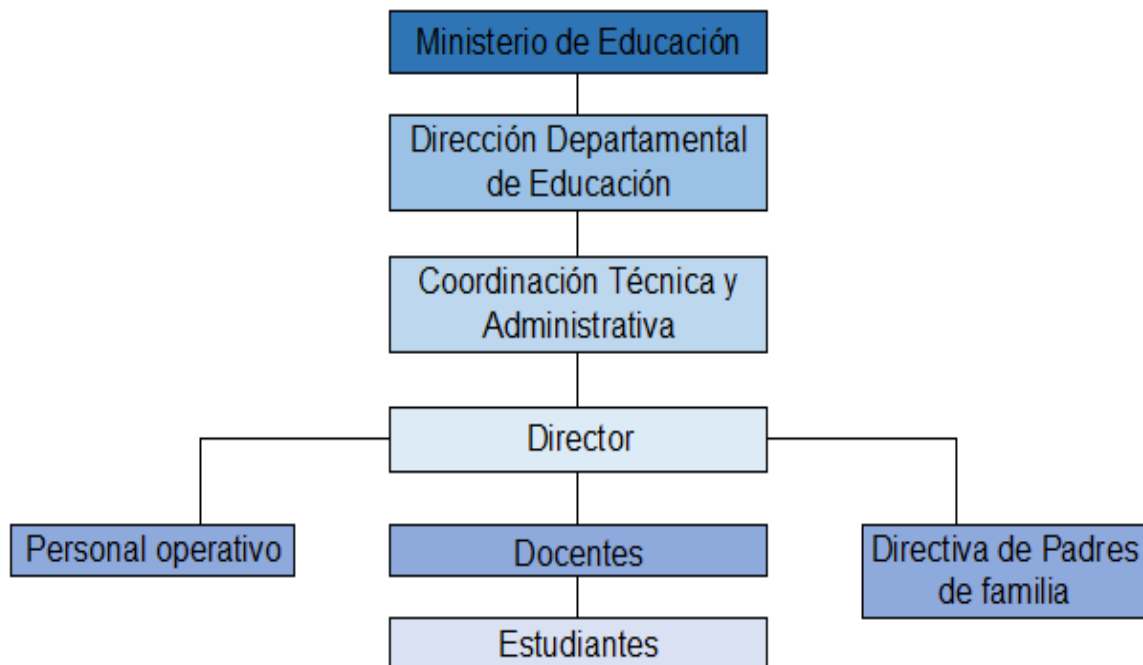 Ministerio de Educación
Dirección Departamental
de Educación
Coordinación Técnica y
Administrativa
Director
Personal operativo
Docentes
Directiva de Padres
de familia
Estudiantes